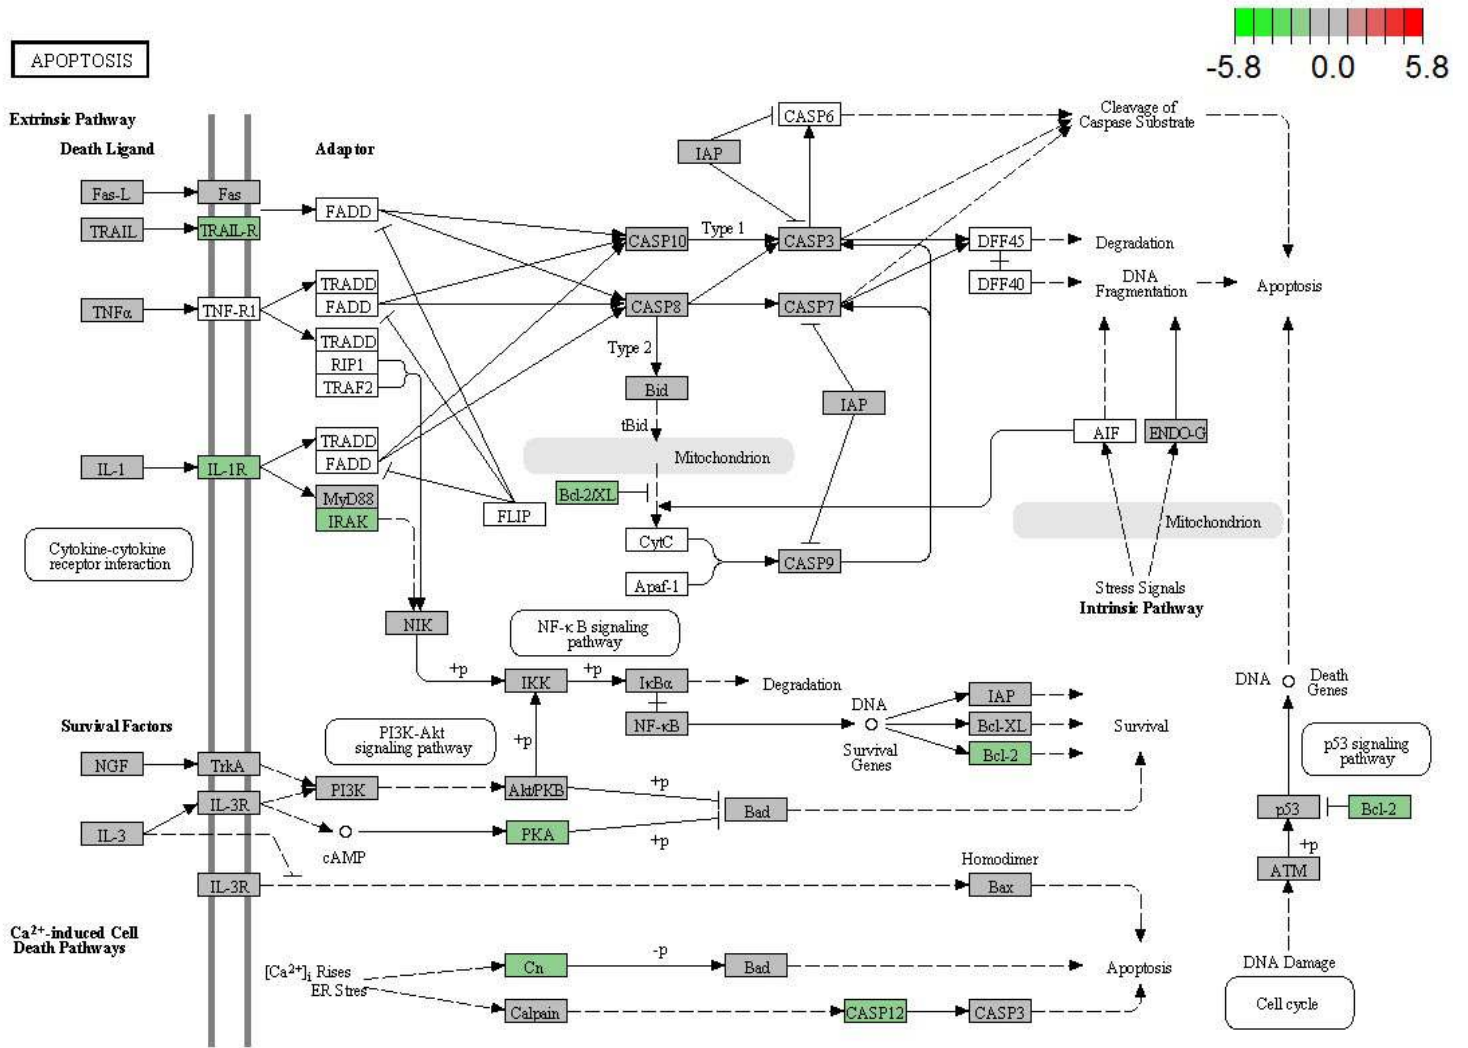 -5.8 0.0 5.8
APOPTOSIS
Extrinsic Pathway
Death Ligand
Adaptor
Fas-L
Fas
TRAIL
TRAIL-R
FADD
TNFα
TNF-R1
TRADD
FADD
TRADD
RIP1
TRAF2
IL-1
IL-1R
TRADD
FADD
MyD88
IRAK
FLIP
CASP6
IAP
CASP10
Type 1
CASP3
CASP8
CASP7
Type 2
Bid
tBid
Mitochondrion
Bcl-2/XL
CytC
Apaf-1
CASP9
IAP
Cleavage of
Caspase Substrate
DFF45
Degradation
DFF40
DNA
Fragmentation
Apoptosis
AIF
ENDO-G
Mitochondrion
Stress Signals
Intrinsic Pathway
Cytokine-cytokine
receptor interaction
NIK
NF-κB signaling
pathway
+p
IKK
+p
IκBα
Degradation
NF-κB
DNA
Survival
Genes
IAP
Bcl-XL
Bcl-2
Survival
DNA
Death
Genes
Survival Factors
PI3K-Akt
signaling pathway
+p
NGF
TrkA
PI3K
Akt/PKB
+p
IL-3R
IL-3
cAMP
PKA
+p
Bad
p53 signaling
pathway
p53
Bcl-2
+p
ATM
IL-3R
Homodimer
Bax
Ca2+-induced Cell
Death Pathways
[Ca2+]i Rises
ER Stres
Cn
-p
Bad
Apoptosis
Calpain
CASP12
CASP3
DNA Damage
Cell cycle